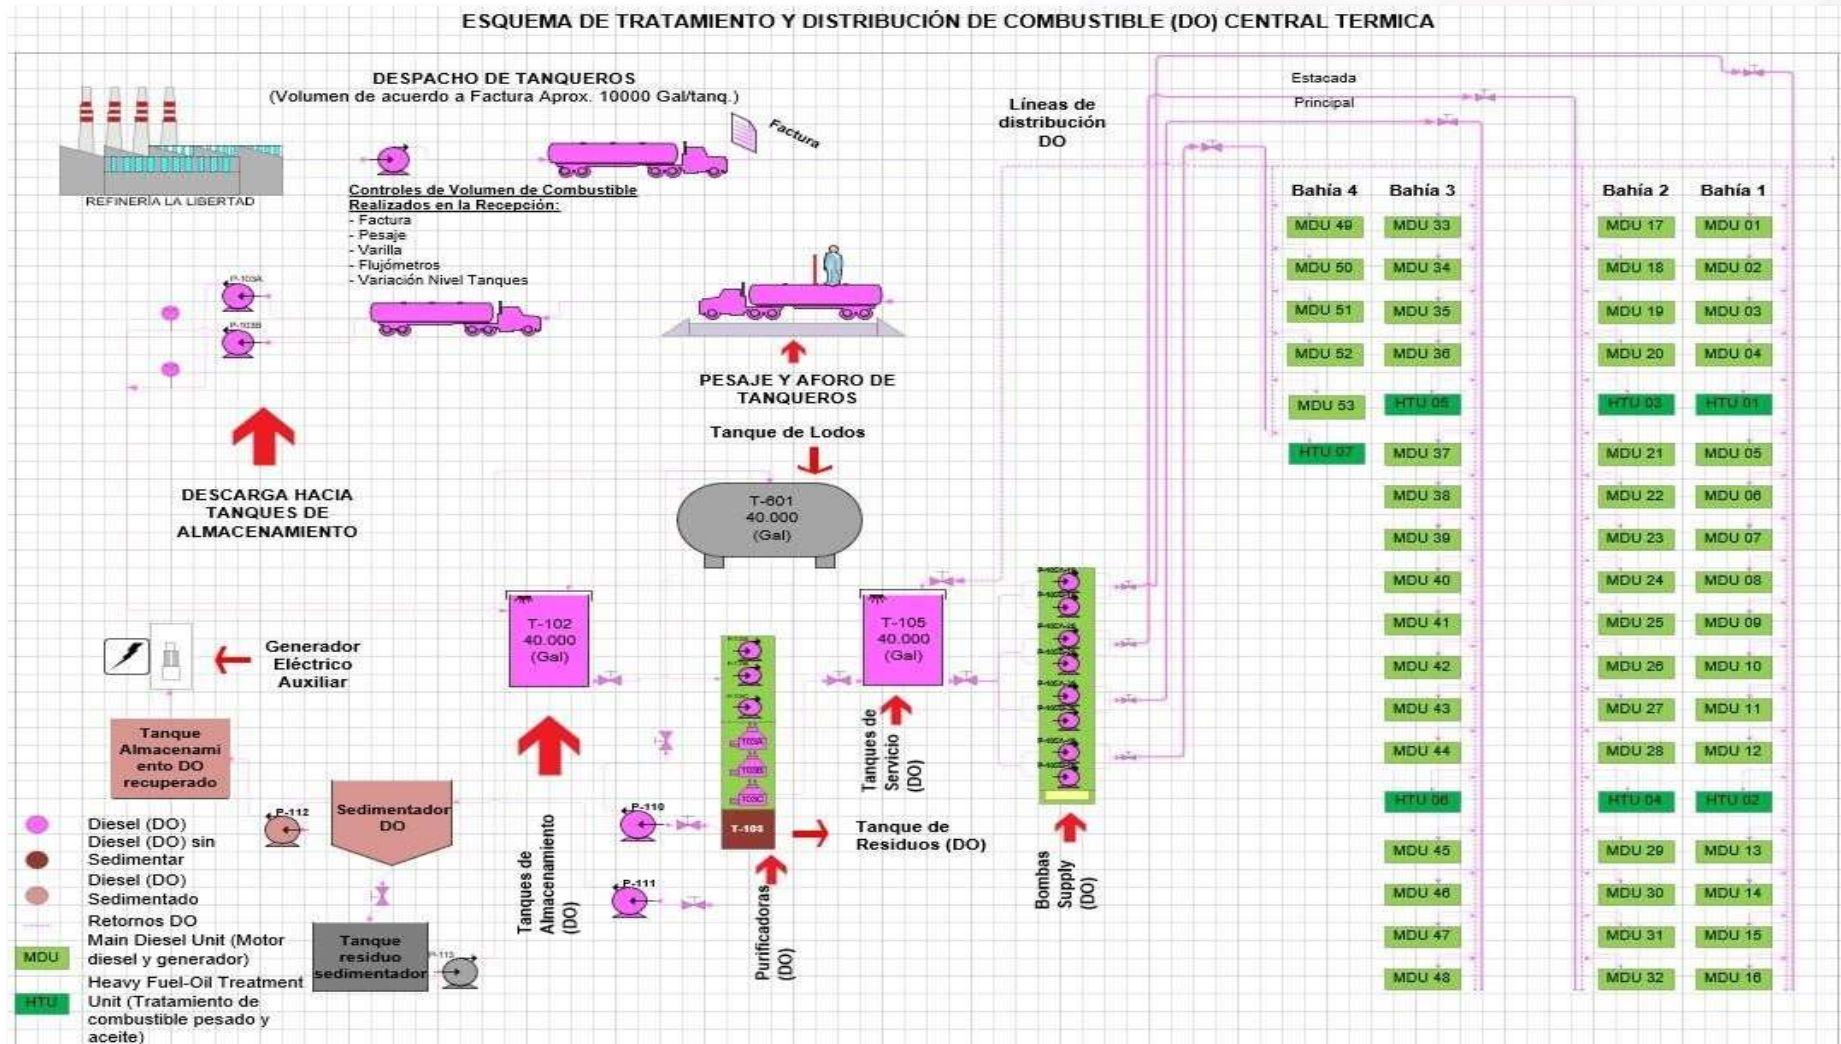 ESQUEMA DE TRATAMIENTO Y DISTRIBUCIÓN DE COMBUSTIBLE (DO) CENTRAL TERMICA
DESPACHO DE TANQUEROS
(Volumen de acuerdo a Factura Aprox. 10000 Gal/tanq.)
Factura
REFINERÍA LA LIBERTAD
Controles de Volumen de Combustible
Realizados en la Recepción:
- Factura
- Pesaje
- Varilla
- Flujómetros
- Variación Nivel Tanques
P-103A
P-103B
PESAJE Y AFORO DE
TANQUEROS
DESCARGA HACIA
TANQUES DE
ALMACENAMIENTO
Tanque de Lodos
T-601
40.000
(Gal)
T-102
40.000
(Gal)
T-105
40.000
(Gal)
Generador
Eléctrico
Auxiliar
Tanque
Almacenami
ento DO
recuperado
Sedimentador
DO
P-112
Tanque
residuo
sedimentador
P-113
Tanques de
Almacenamiento
(DO)
P-110
P-111
T-103
Tanque de
Residuos (DO)
Purificadoras
(DO)
Tanques de
Servicio
(DO)
Bombas
Supply
(DO)
Diesel (DO)
Diesel (DO) sin
Sedimentar
Diesel (DO)
Sedimentado
Retornos DO
MDU
Main Diesel Unit (Motor
diesel y generador)
HTU
Heavy Fuel-Oil Treatment
Unit (Tratamiento de
combustible pesado y
aceite)
Líneas de
distribución
DO
Estacada
Principal
Bahía 4 Bahía 3 Bahía 2 Bahía 1
MDU 49 MDU 33 MDU 17 MDU 01
MDU 50 MDU 34 MDU 18 MDU 02
MDU 51 MDU 35 MDU 19 MDU 03
MDU 52 MDU 36 MDU 20 MDU 04
MDU 53 HTU 05 HTU 03 HTU 01
HTU 07 MDU 37 MDU 21 MDU 05
MDU 38 MDU 22 MDU 06
MDU 39 MDU 23 MDU 07
MDU 40 MDU 24 MDU 08
MDU 41 MDU 25 MDU 09
MDU 42 MDU 26 MDU 10
MDU 43 MDU 27 MDU 11
MDU 44 MDU 28 MDU 12
HTU 06 HTU 04 HTU 02
MDU 45 MDU 29 MDU 13
MDU 46 MDU 30 MDU 14
MDU 47 MDU 31 MDU 15
MDU 48 MDU 32 MDU 16